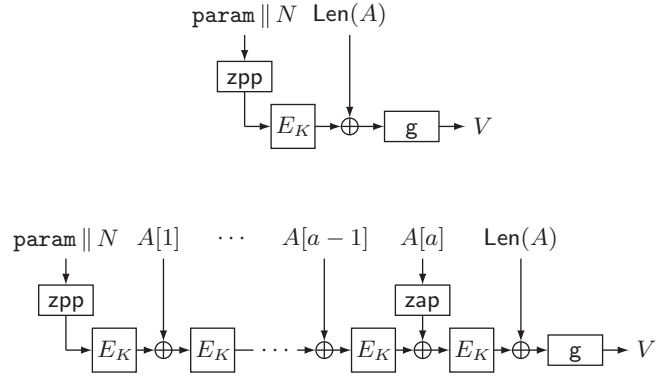 param ∥ N Len(A)
zpp
E_K ⊕ g V
param ∥ N A[1] ··· A[a − 1] A[a] Len(A)
zpp zap
E_K ⊕ E_K ··· ⊕ E_K ⊕ E_K ⊕ g V